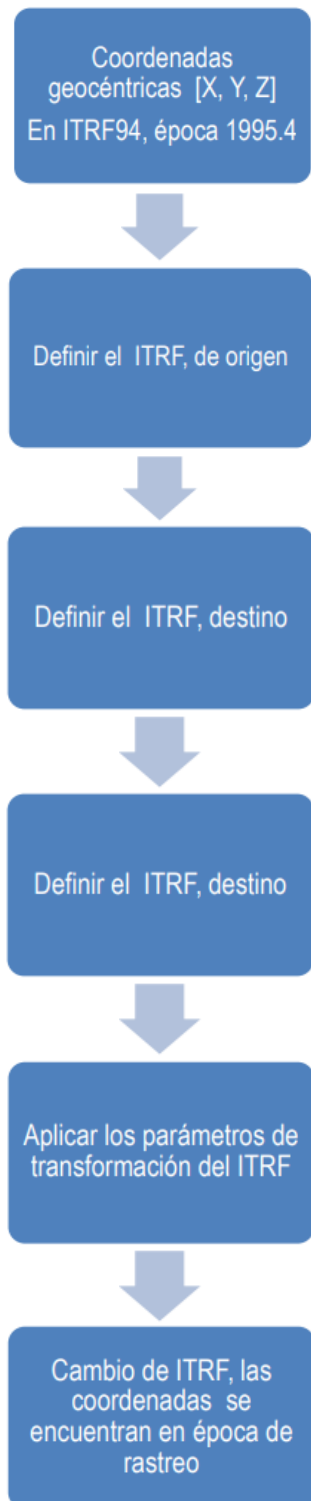 Coordenadas
geocéntricas [X, Y, Z]
En ITRF94, época 1995.4
Definir el ITRF, de origen
Definir el ITRF, destino
Definir el ITRF, destino
Aplicar los parámetros de
transformación del ITRF
Cambio de ITRF, las
coordenadas se
encuentran en época de
rastreo